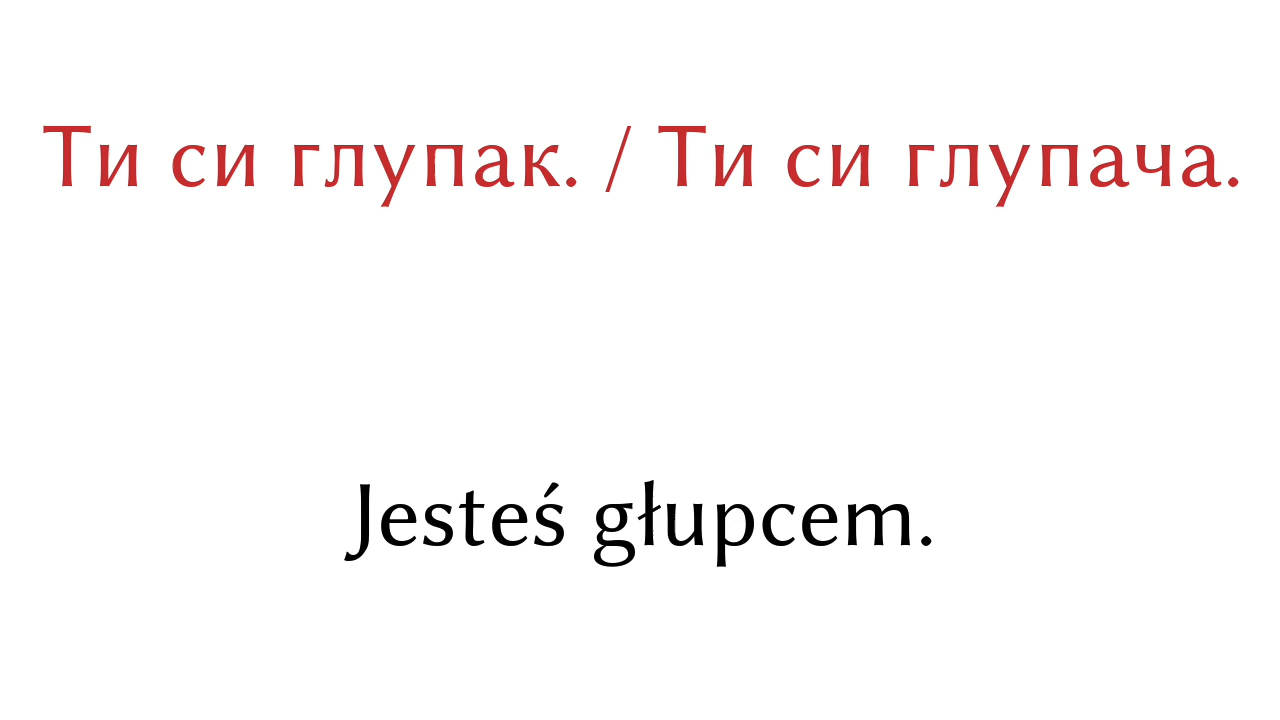 Ти си глупак. / Ти си глупача.
Jesteś głupcem.